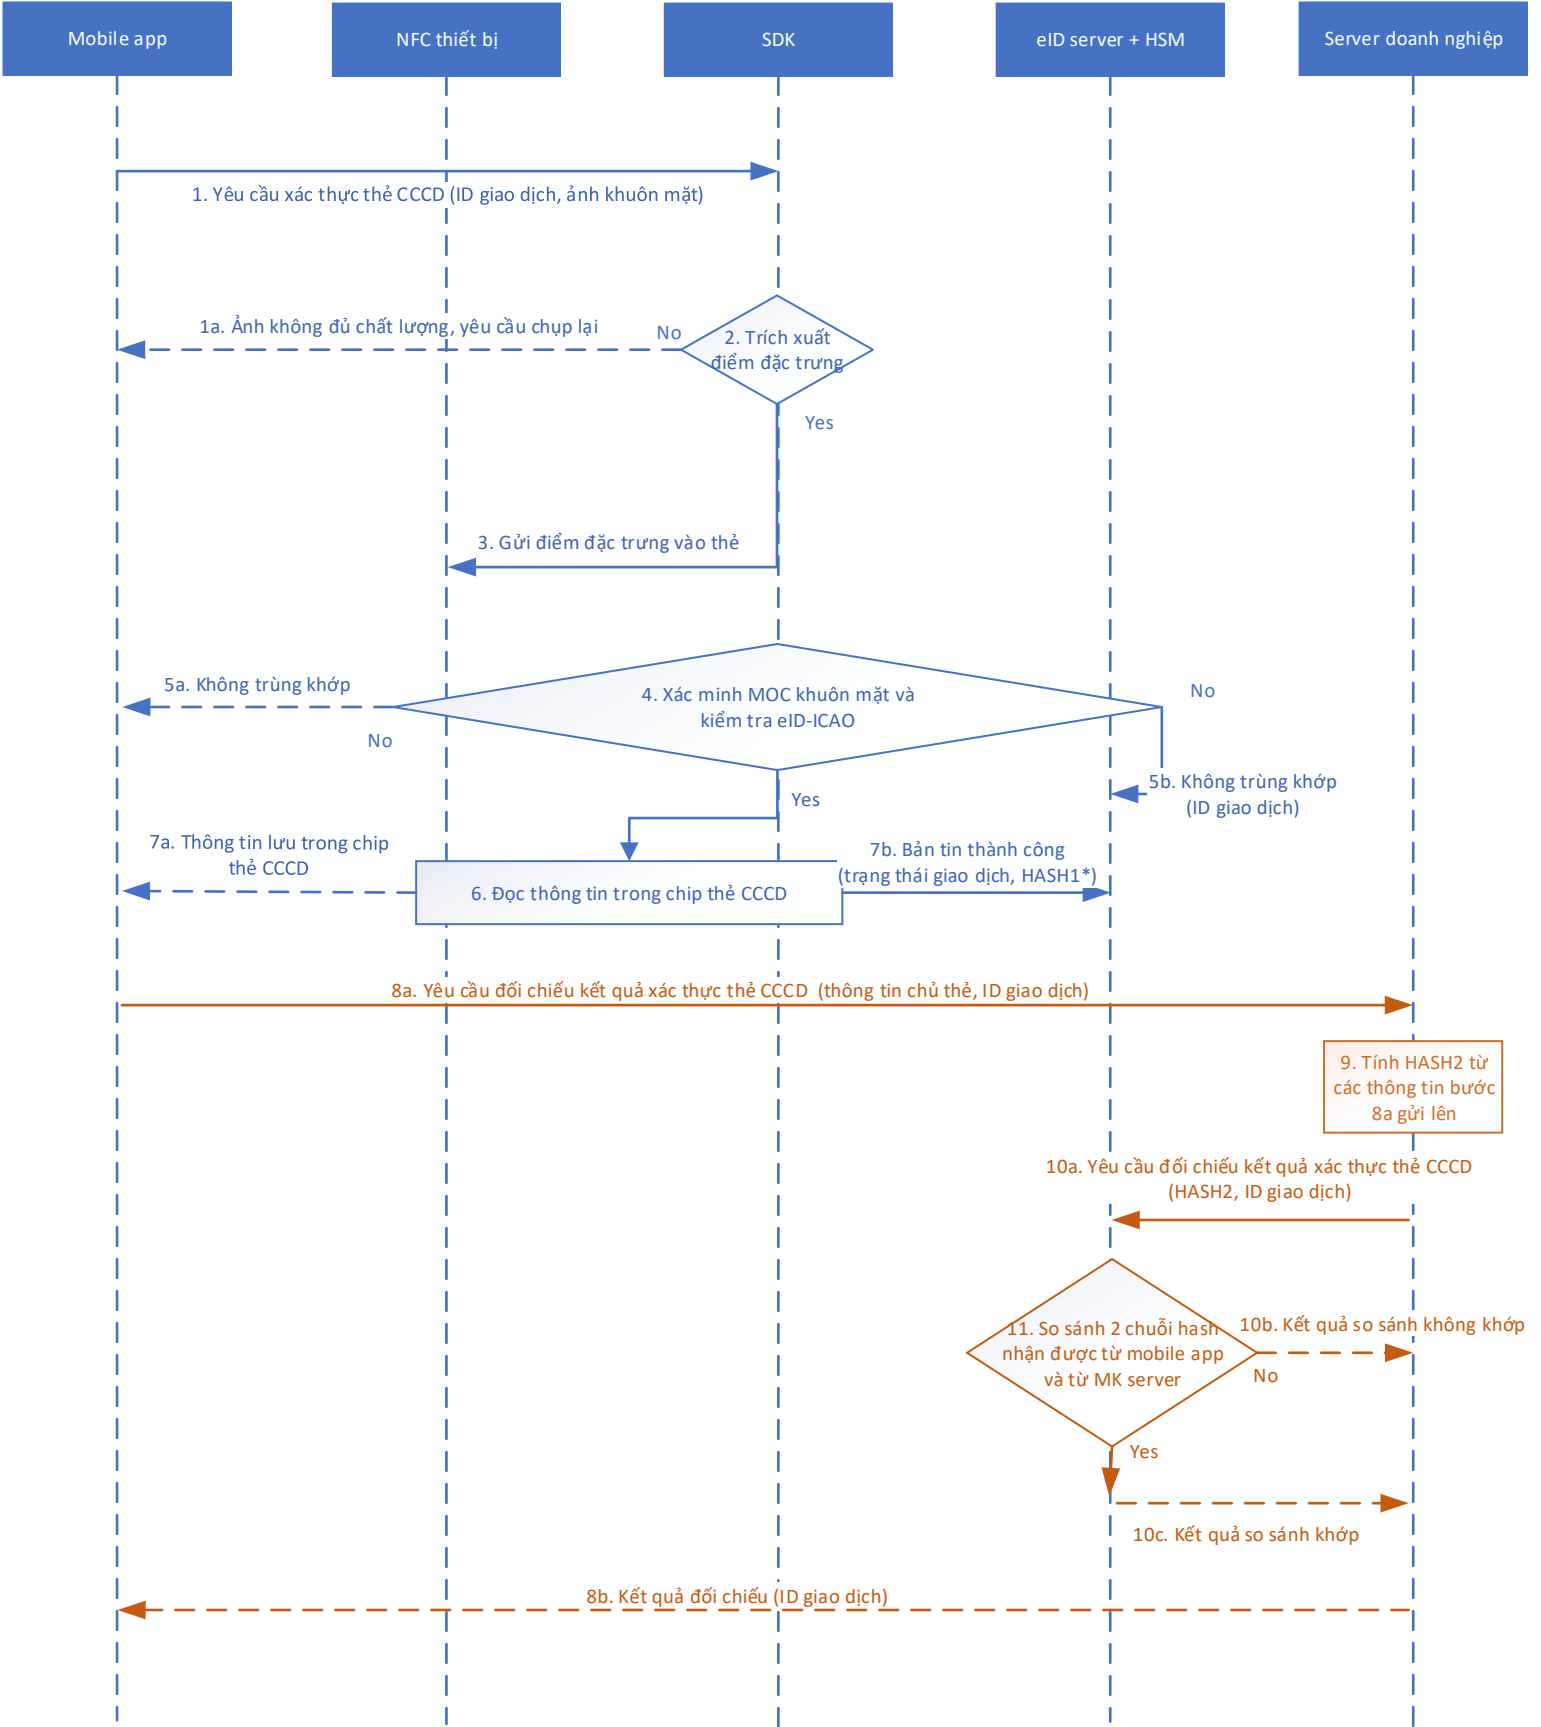 Mobile app
NFC thiết bị
SDK
eID server + HSM
Server doanh nghiệp
1. Yêu cầu xác thực thẻ CCCD (ID giao dịch, ảnh khuôn mặt)
1a. Ảnh không đủ chất lượng, yêu cầu chụp lại
No
2. Trích xuất
điểm đặc trưng
Yes
3. Gửi điểm đặc trưng vào thẻ
5a. Không trùng khớp
No
4. Xác minh MOC khuôn mặt và
kiểm tra eID-ICAO
No
5b. Không trùng khớp
(ID giao dịch)
Yes
7a. Thông tin lưu trong chip
thẻ CCCD
6. Đọc thông tin trong chip thẻ CCCD
7b. Bản tin thành công
(trạng thái giao dịch, HASH1*)
8a. Yêu cầu đối chiếu kết quả xác thực thẻ CCCD (thông tin chủ thẻ, ID giao dịch)
9. Tính HASH2 từ
các thông tin bước
8a gửi lên
10a. Yêu cầu đối chiếu kết quả xác thực thẻ CCCD
(HASH2, ID giao dịch)
11. So sánh 2 chuỗi hash
nhận được từ mobile app
và từ MK server
10b. Kết quả so sánh không khớp
No
Yes
10c. Kết quả so sánh khớp
8b. Kết quả đối chiếu (ID giao dịch)